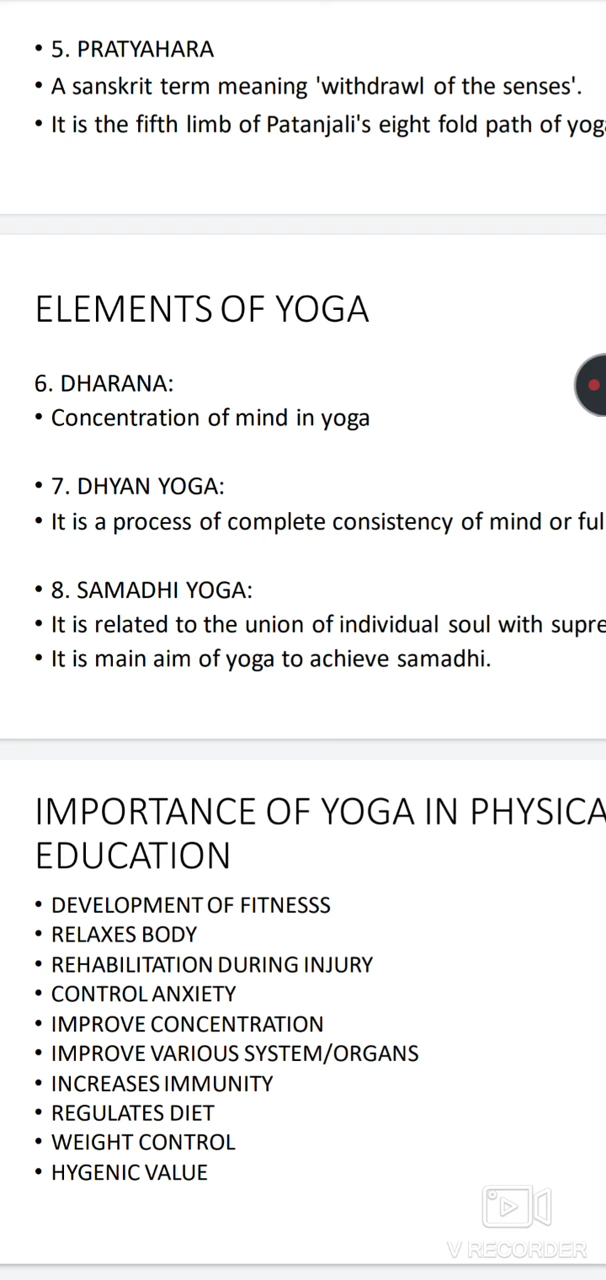 • 5. PRATYAHARA
• A sanskrit term meaning 'withdrawl of the senses'.
• It is the fifth limb of Patanjali's eight fold path of yog
ELEMENTS OF YOGA
6. DHARANA:
• Concentration of mind in yoga
• 7. DHYAN YOGA:
• It is a process of complete consistency of mind or ful
• 8. SAMADHI YOGA:
• It is related to the union of individual soul with supre
• It is main aim of yoga to achieve samadhi.
IMPORTANCE OF YOGA IN PHYSICA
EDUCATION
• DEVELOPMENT OF FITNESSS
• RELAXES BODY
• REHABILITATION DURING INJURY
• CONTROL ANXIETY
• IMPROVE CONCENTRATION
• IMPROVE VARIOUS SYSTEM/ORGANS
• INCREASES IMMUNITY
• REGULATES DIET
• WEIGHT CONTROL
• HYGENIC VALUE
V RECORDER